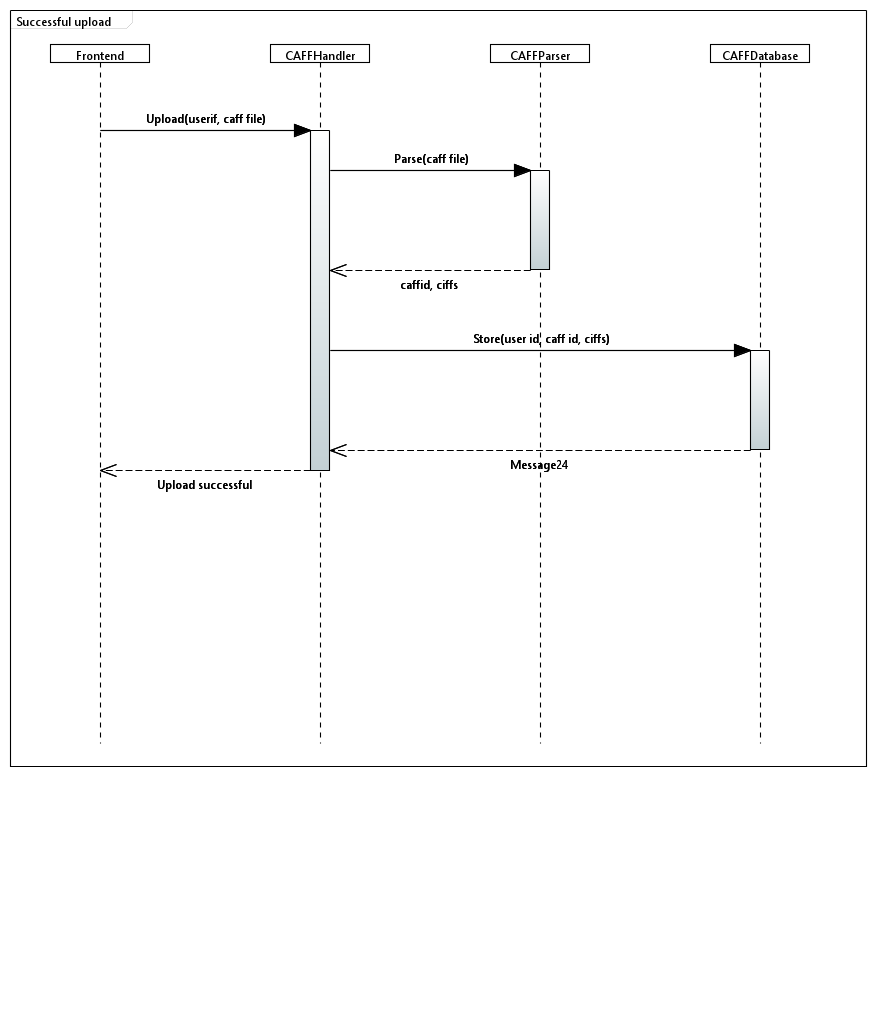 Successful upload
Frontend
CAFFHandler
CAFFParser
CAFFDatabase
Upload(userif, caff file)
Parse(caff file)
caffid, ciffs
Store(user id, caff id, ciffs)
Message24
Upload successful